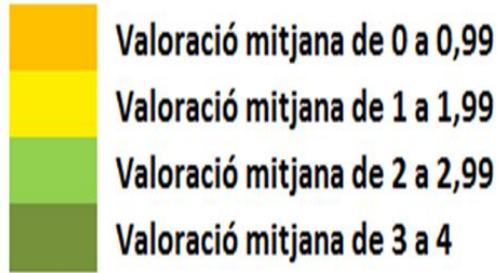 Valoració mitjana de 0 a 0,99
Valoració mitjana de 1 a 1,99
Valoració mitjana de 2 a 2,99
Valoració mitjana de 3 a 4